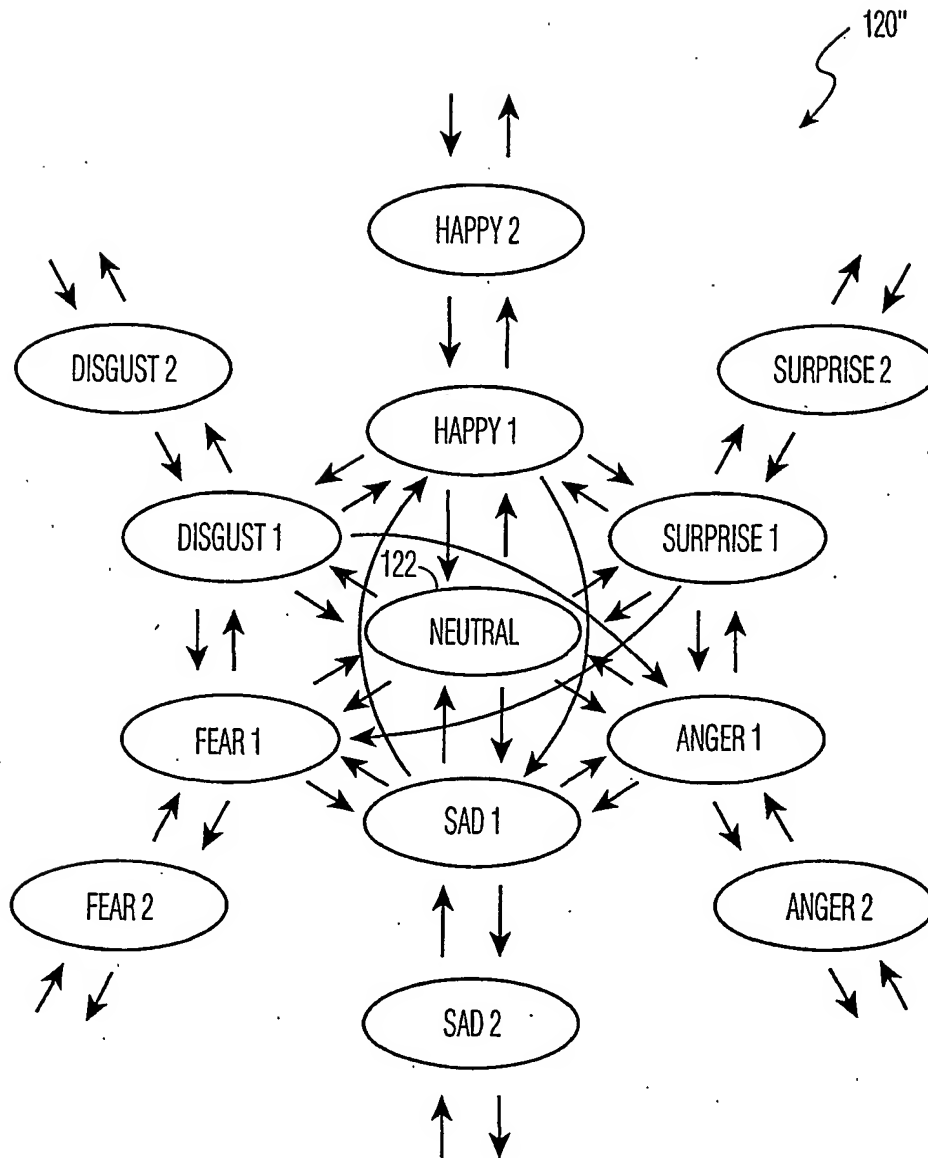 120"
HAPPY 2
DISGUST 2
SURPRISE 2
HAPPY 1
DISGUST 1
SURPRISE 1
122
NEUTRAL
FEAR 1
ANGER 1
SAD 1
FEAR 2
ANGER 2
SAD 2